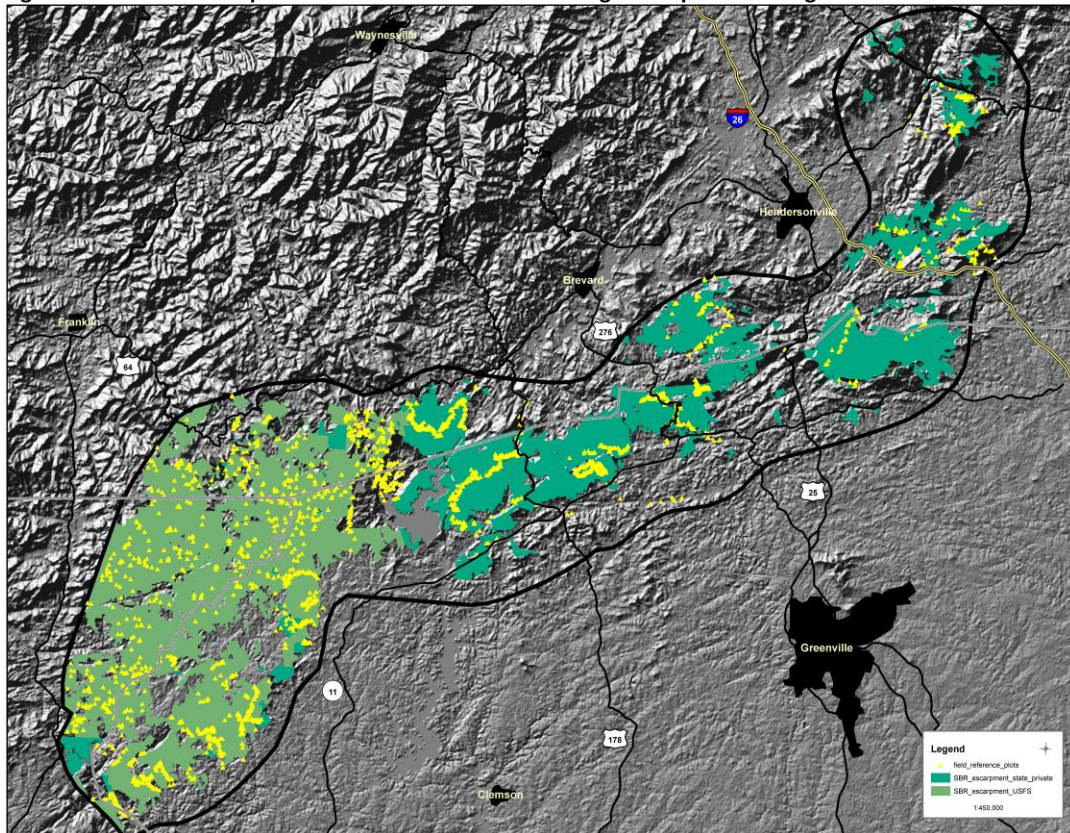 Waynesville
26
Hendersonville
Brevard
276
Franklin
64
25
Greenville
11
178
Clemson
Legend
field_reference_plots
SBR_escarpment_state_private
SBR_escarpment_USFS
1:450,000